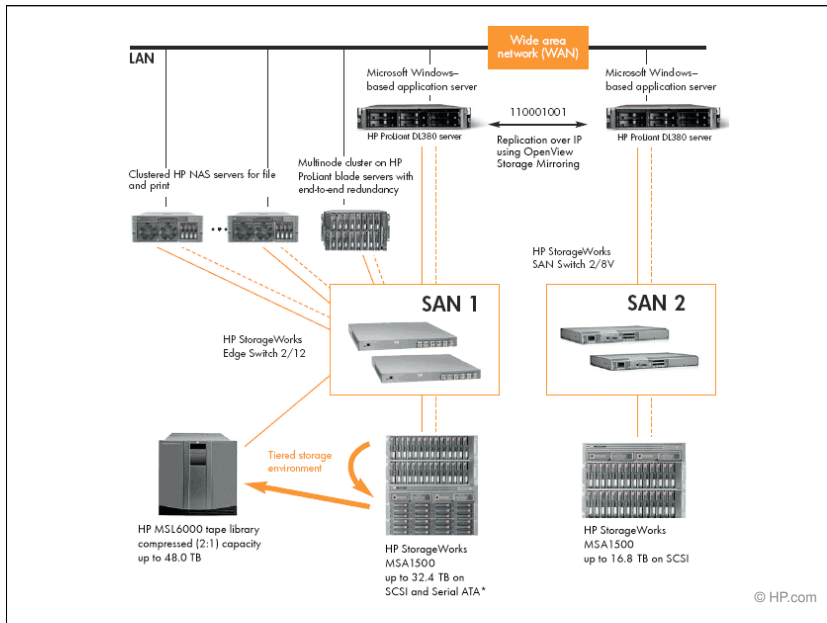 Wide area
network (WAN)
LAN
Microsoft Windows–
based application server
HP ProLiant DL380 server
110001001
Replication over IP
using OpenView
Storage Mirroring
Microsoft Windows–
based application server
HP ProLiant DL380 server
Clustered HP NAS servers for file
and print
Multinode cluster on HP
ProLiant blade servers with
end-to-end redundancy
HP StorageWorks
SAN Switch 2/8V
SAN 1
SAN 2
HP StorageWorks
Edge Switch 2/12
Tiered storage
environment
HP MSL6000 tape library
compressed (2:1) capacity
up to 48.0 TB
HP StorageWorks
MSA1500
up to 32.4 TB on
SCSI and Serial ATA*
HP StorageWorks
MSA1500
up to 16.8 TB on SCSI
© HP.com